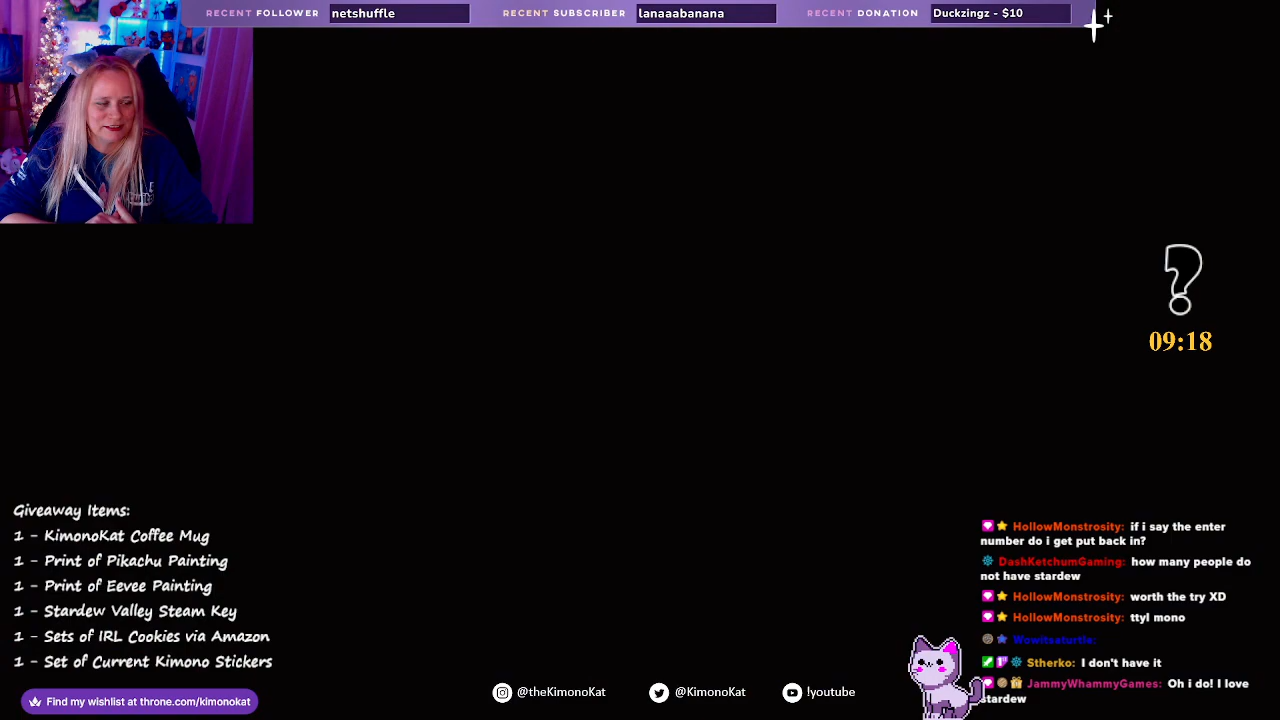 RECENT FOLLOWER netshuffle RECENT SUBSCRIBER lanaaabanana RECENT DONATION Duckzingz - $10
?
09:18
Giveaway Items:
1 - KimonoKat Coffee Mug
1 - Print of Pikachu Painting
1 - Print of Eevee Painting
1 - Stardew Valley Steam Key
1 - Sets of IRL Cookies via Amazon
1 - Set of Current Kimono Stickers
Find my wishlist at throne.com/kimonokat
@theKimonoKat @KimonoKat lyoutube
HollowMonstrosity: if i say the enter
number do i get put back in?
DashKetchumGaming: how many people do
not have stardew
HollowMonstrosity: worth the try XD
HollowMonstrosity: ttyl mono
Wowitsaturtle:
Stherko: I don't have it
JammyWhammyGames: Oh i do! I love
stardew